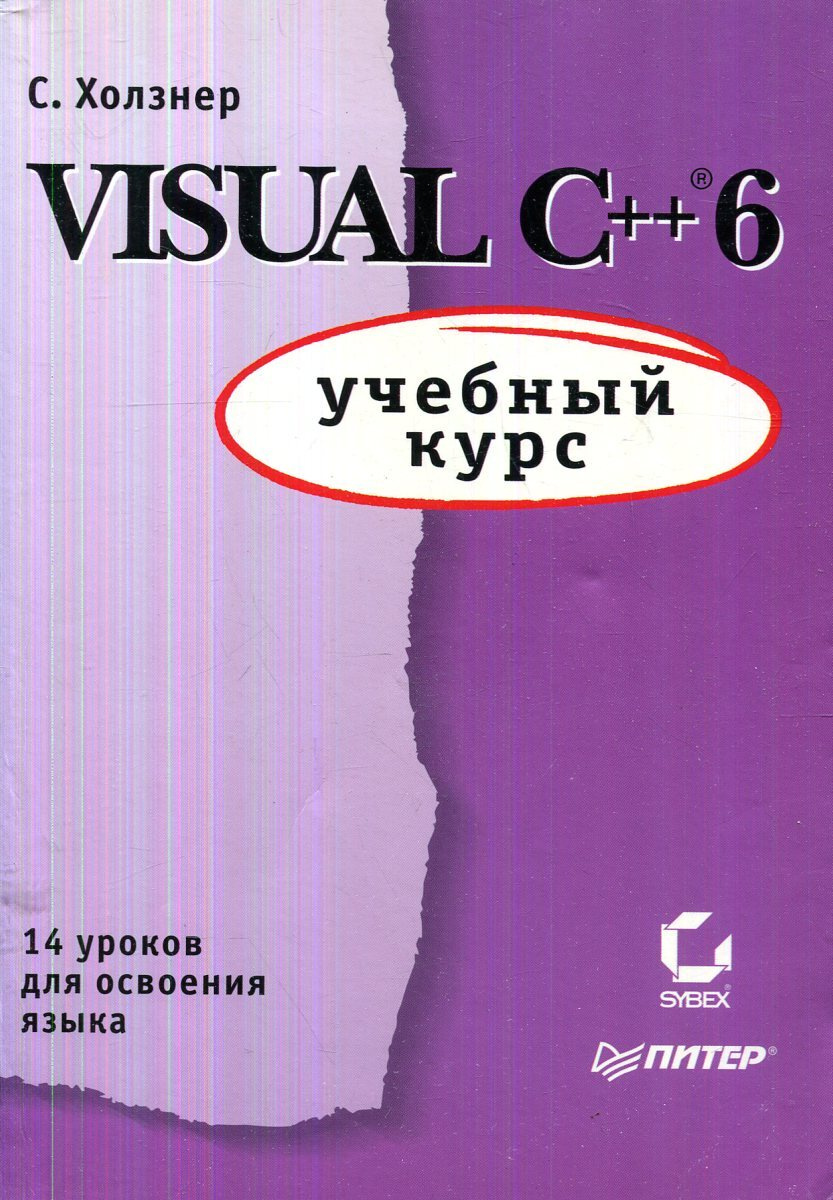 С. Холзнер
VISUAL C++® 6
учебный
курс
14 уроков
для освоения
языка
SYBEX®
ПИТЕР®